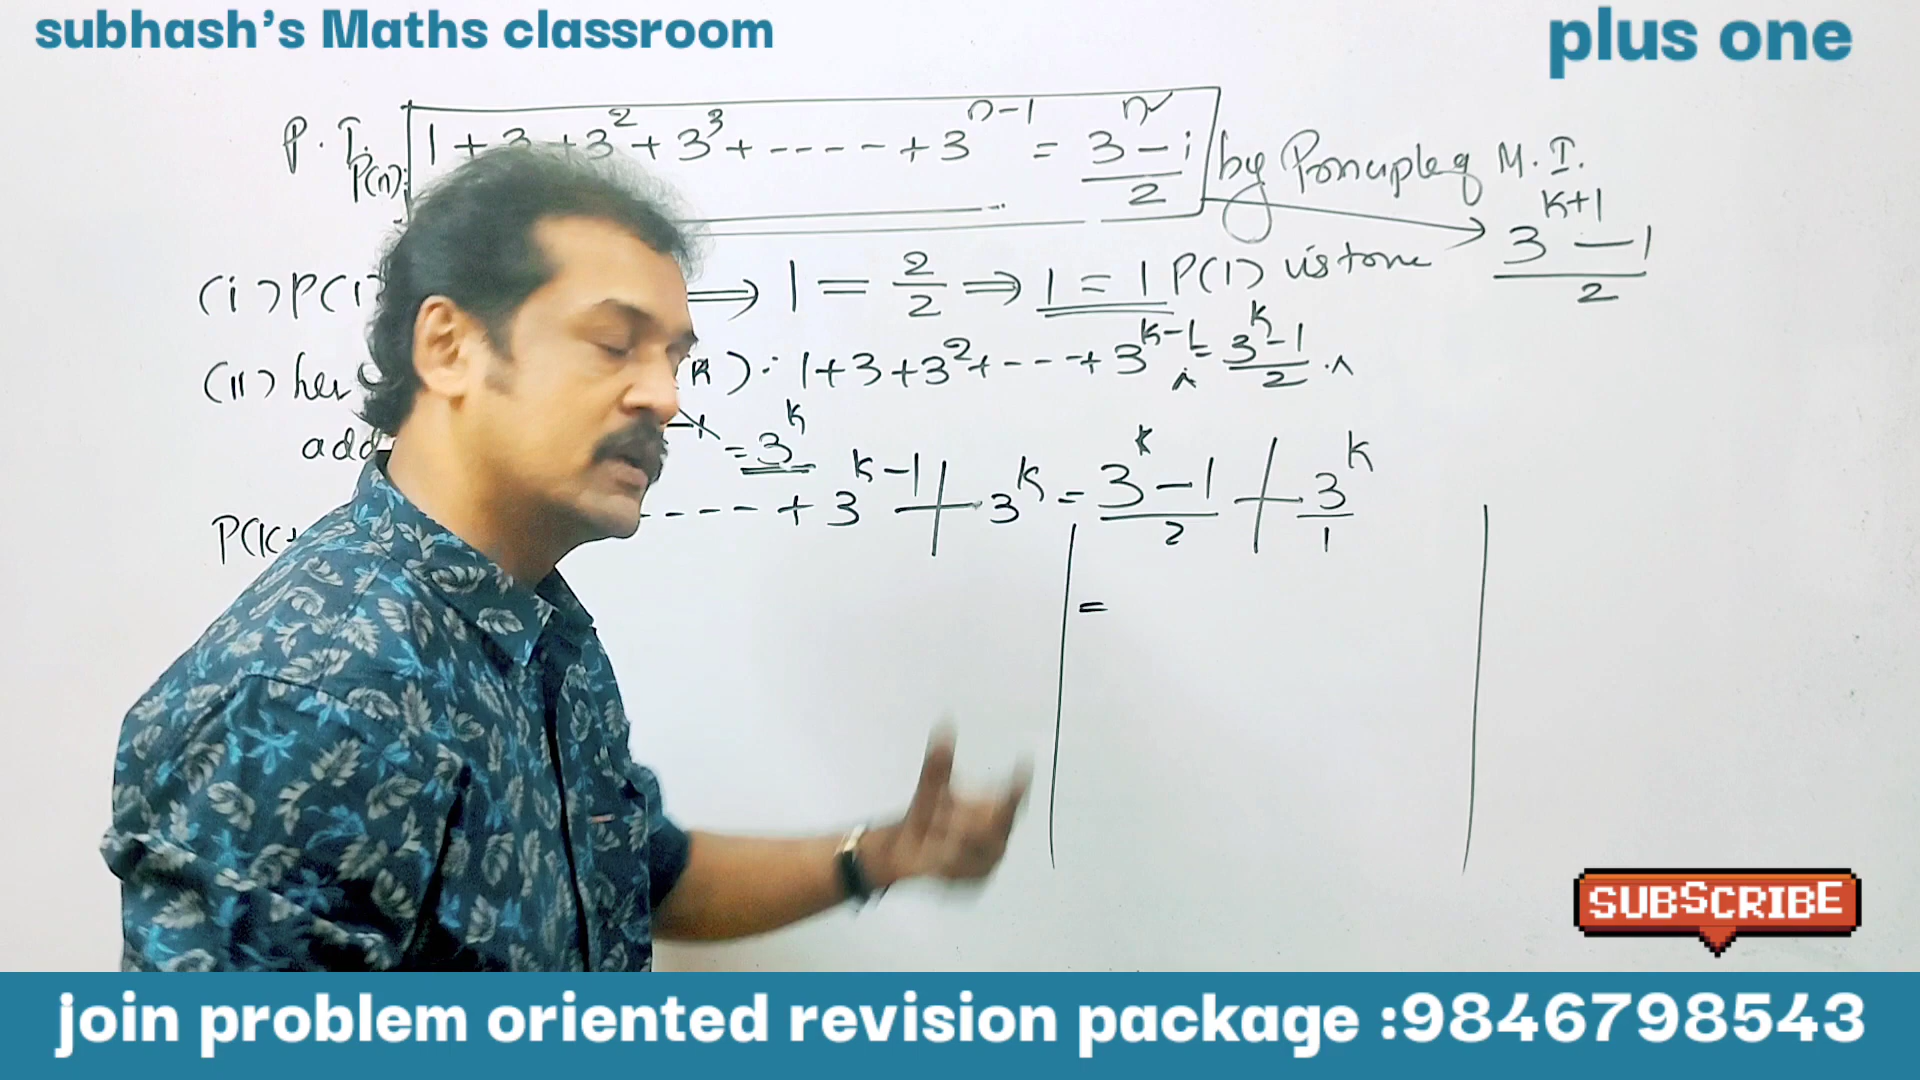 subhash's Maths classroom
plus one
P.T. 1 + 3 + 3² + 3³ + ---- + 3ⁿ⁻¹ = (3ⁿ - 1)/2 by Principle of M.I.
P(n):
(3ᵏ⁺¹ - 1)/2
(i) P(1) ⇒ 1 = 2/2 ⇒ 1 = 1 P(1) is true
(ii) P(k): 1 + 3 + 3² + --- + 3ᵏ⁻¹ = (3ᵏ - 1)/2
add = 3ᵏ
P(k+ ---- + 3ᵏ⁻¹ + 3ᵏ = (3ᵏ - 1)/2 + 3ᵏ/1
=
SUBSCRIBE
join problem oriented revision package :9846798543